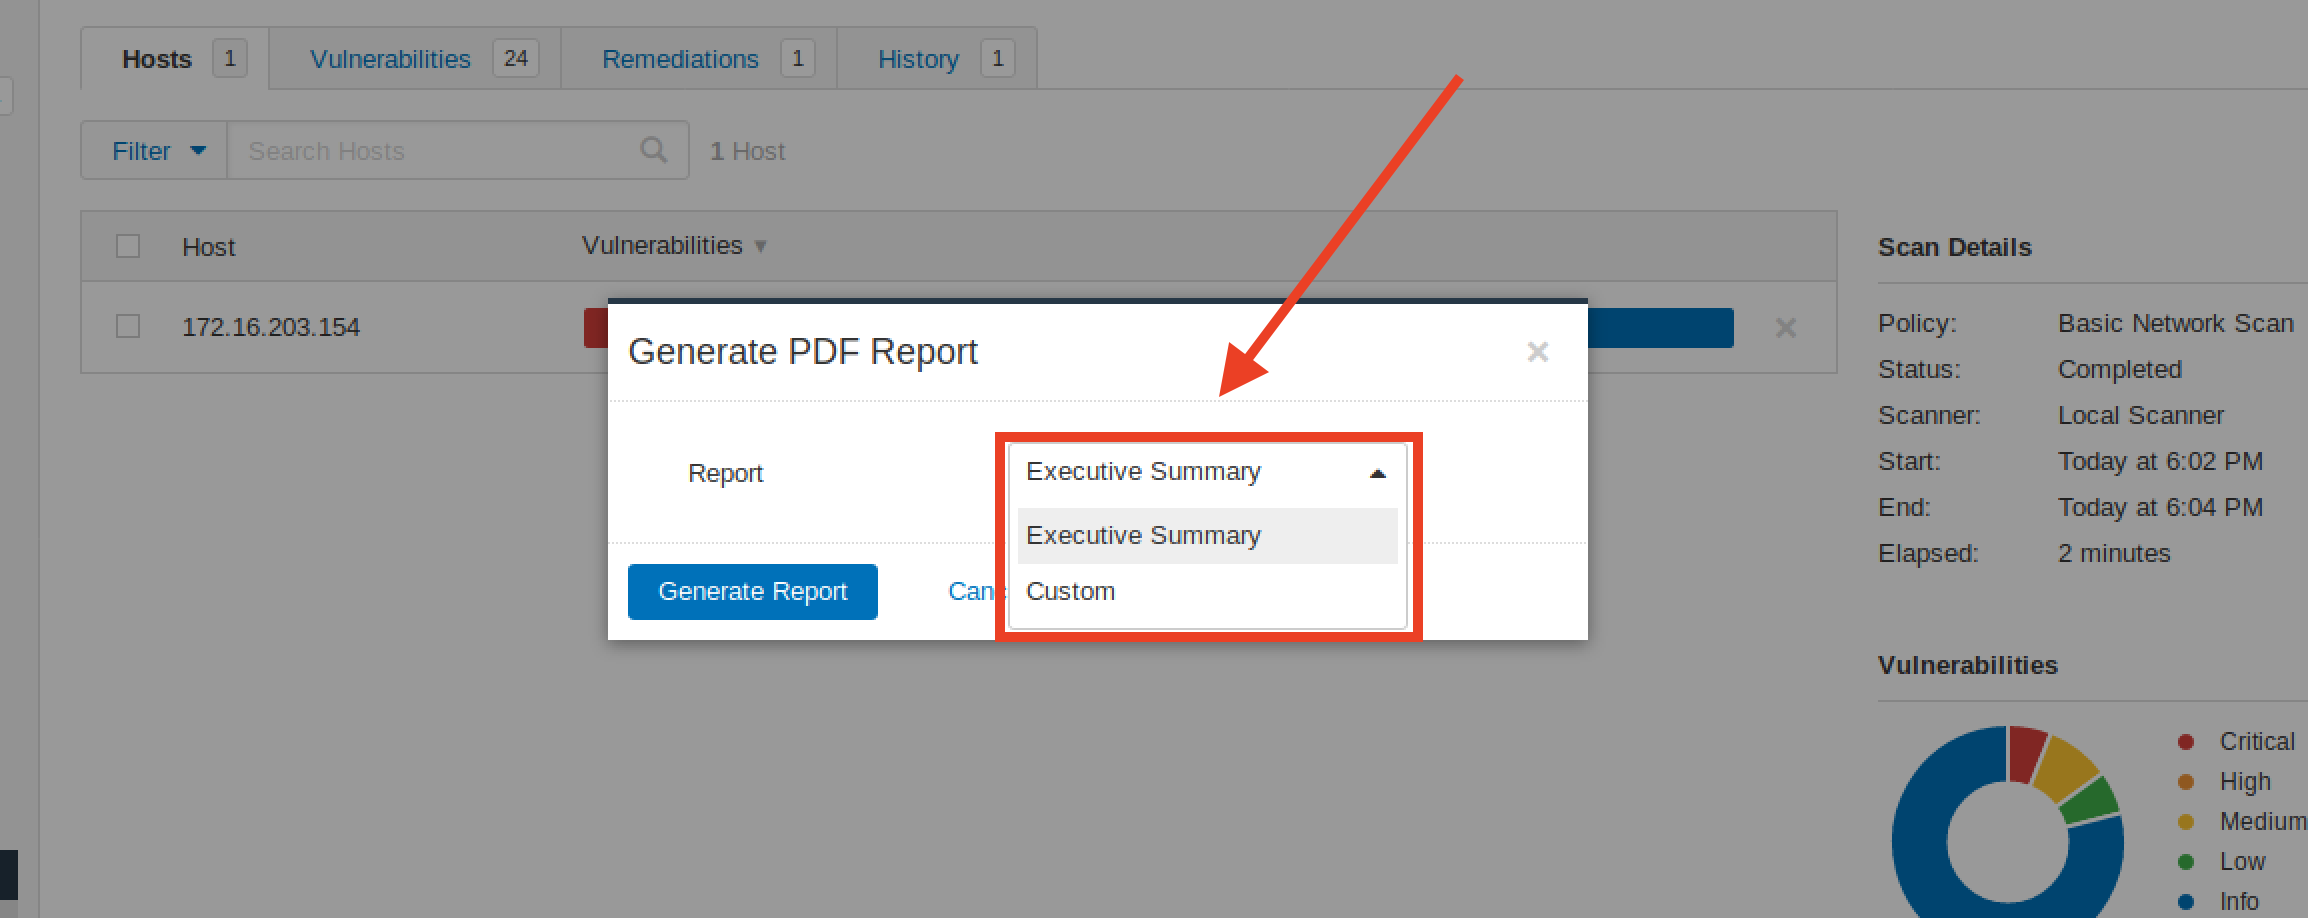 Hosts 1 Vulnerabilities 24 Remediations 1 History 1
Filter Search Hosts 1 Host
Host Vulnerabilities
172.16.203.154
Generate PDF Report
Report
Executive Summary
Executive Summary
Custom
Generate Report
Scan Details
Policy: Basic Network Scan
Status: Completed
Scanner: Local Scanner
Start: Today at 6:02 PM
End: Today at 6:04 PM
Elapsed: 2 minutes
Vulnerabilities
Critical
High
Medium
Low
Info